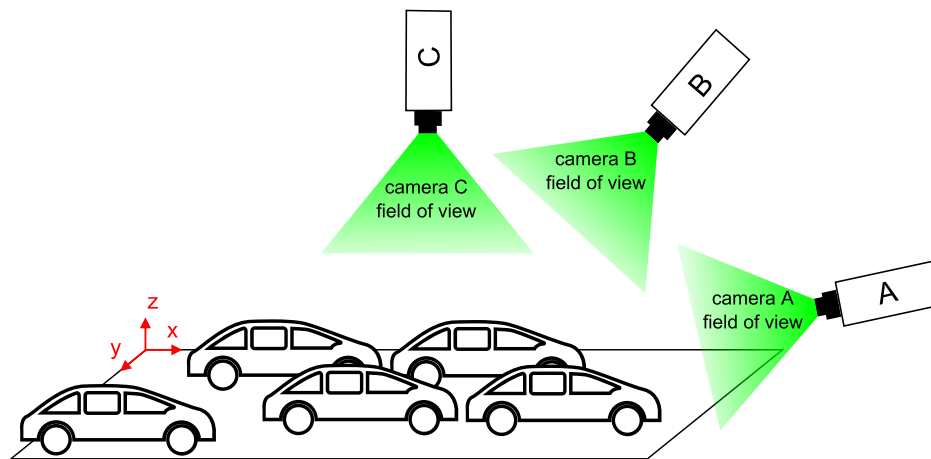 C
B
camera B
field of view
camera C
field of view
A
camera A
field of view
z
x
y